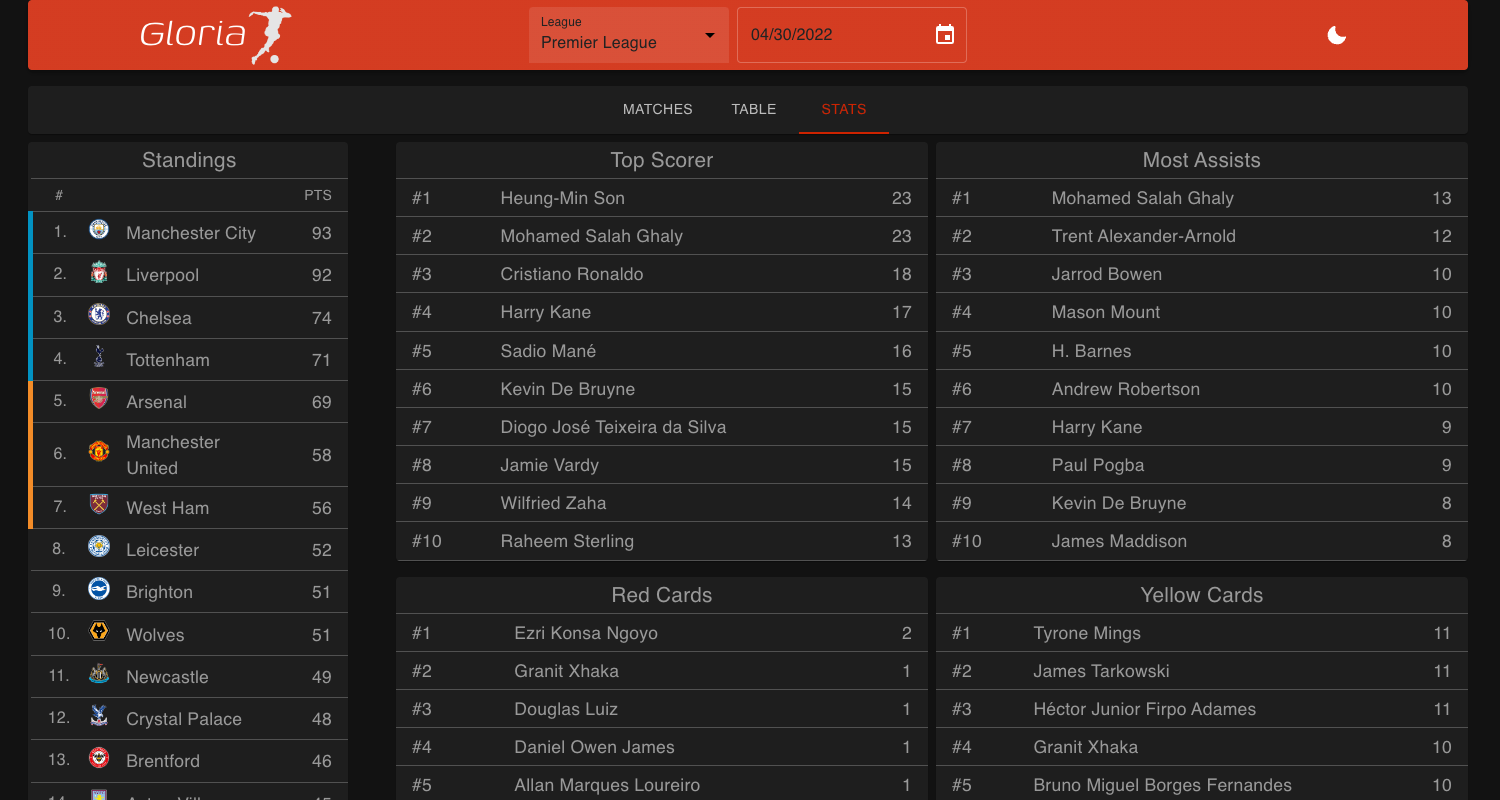 Gloria
League
Premier League
04/30/2022
MATCHES TABLE STATS
Standings
# PTS
1. Manchester City 93
2. Liverpool 92
3. Chelsea 74
4. Tottenham 71
5. Arsenal 69
6. Manchester
United 58
7. West Ham 56
8. Leicester 52
9. Brighton 51
10. Wolves 51
11. Newcastle 49
12. Crystal Palace 48
13. Brentford 46
Top Scorer
#1 Heung-Min Son 23
#2 Mohamed Salah Ghaly 23
#3 Cristiano Ronaldo 18
#4 Harry Kane 17
#5 Sadio Mané 16
#6 Kevin De Bruyne 15
#7 Diogo José Teixeira da Silva 15
#8 Jamie Vardy 15
#9 Wilfried Zaha 14
#10 Raheem Sterling 13
Most Assists
#1 Mohamed Salah Ghaly 13
#2 Trent Alexander-Arnold 12
#3 Jarrod Bowen 10
#4 Mason Mount 10
#5 H. Barnes 10
#6 Andrew Robertson 10
#7 Harry Kane 9
#8 Paul Pogba 9
#9 Kevin De Bruyne 8
#10 James Maddison 8
Red Cards
#1 Ezri Konsa Ngoyo 2
#2 Granit Xhaka 1
#3 Douglas Luiz 1
#4 Daniel Owen James 1
#5 Allan Marques Loureiro 1
Yellow Cards
#1 Tyrone Mings 11
#2 James Tarkowski 11
#3 Héctor Junior Firpo Adames 11
#4 Granit Xhaka 10
#5 Bruno Miguel Borges Fernandes 10